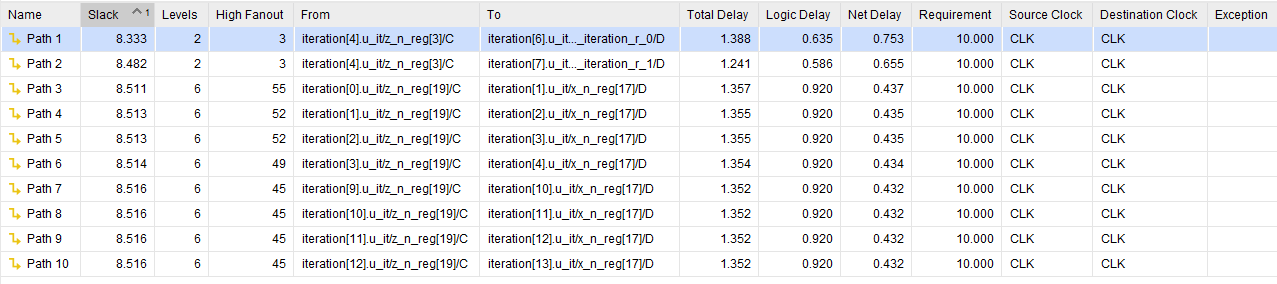 Name Slack 1 Levels High Fanout From To Total Delay Logic Delay Net Delay Requirement Source Clock Destination Clock Exception
Path 1 8.333 2 3 iteration[4].u_it/z_n_reg[3]/C iteration[6].u_it..._iteration_r_0/D 1.388 0.635 0.753 10.000 CLK CLK
Path 2 8.482 2 3 iteration[4].u_it/z_n_reg[3]/C iteration[7].u_it..._iteration_r_1/D 1.241 0.586 0.655 10.000 CLK CLK
Path 3 8.511 6 55 iteration[0].u_it/z_n_reg[19]/C iteration[1].u_it/x_n_reg[17]/D 1.357 0.920 0.437 10.000 CLK CLK
Path 4 8.513 6 52 iteration[1].u_it/z_n_reg[19]/C iteration[2].u_it/x_n_reg[17]/D 1.355 0.920 0.435 10.000 CLK CLK
Path 5 8.513 6 52 iteration[2].u_it/z_n_reg[19]/C iteration[3].u_it/x_n_reg[17]/D 1.355 0.920 0.435 10.000 CLK CLK
Path 6 8.514 6 49 iteration[3].u_it/z_n_reg[19]/C iteration[4].u_it/x_n_reg[17]/D 1.354 0.920 0.434 10.000 CLK CLK
Path 7 8.516 6 45 iteration[9].u_it/z_n_reg[19]/C iteration[10].u_it/x_n_reg[17]/D 1.352 0.920 0.432 10.000 CLK CLK
Path 8 8.516 6 45 iteration[10].u_it/z_n_reg[19]/C iteration[11].u_it/x_n_reg[17]/D 1.352 0.920 0.432 10.000 CLK CLK
Path 9 8.516 6 45 iteration[11].u_it/z_n_reg[19]/C iteration[12].u_it/x_n_reg[17]/D 1.352 0.920 0.432 10.000 CLK CLK
Path 10 8.516 6 45 iteration[12].u_it/z_n_reg[19]/C iteration[13].u_it/x_n_reg[17]/D 1.352 0.920 0.432 10.000 CLK CLK